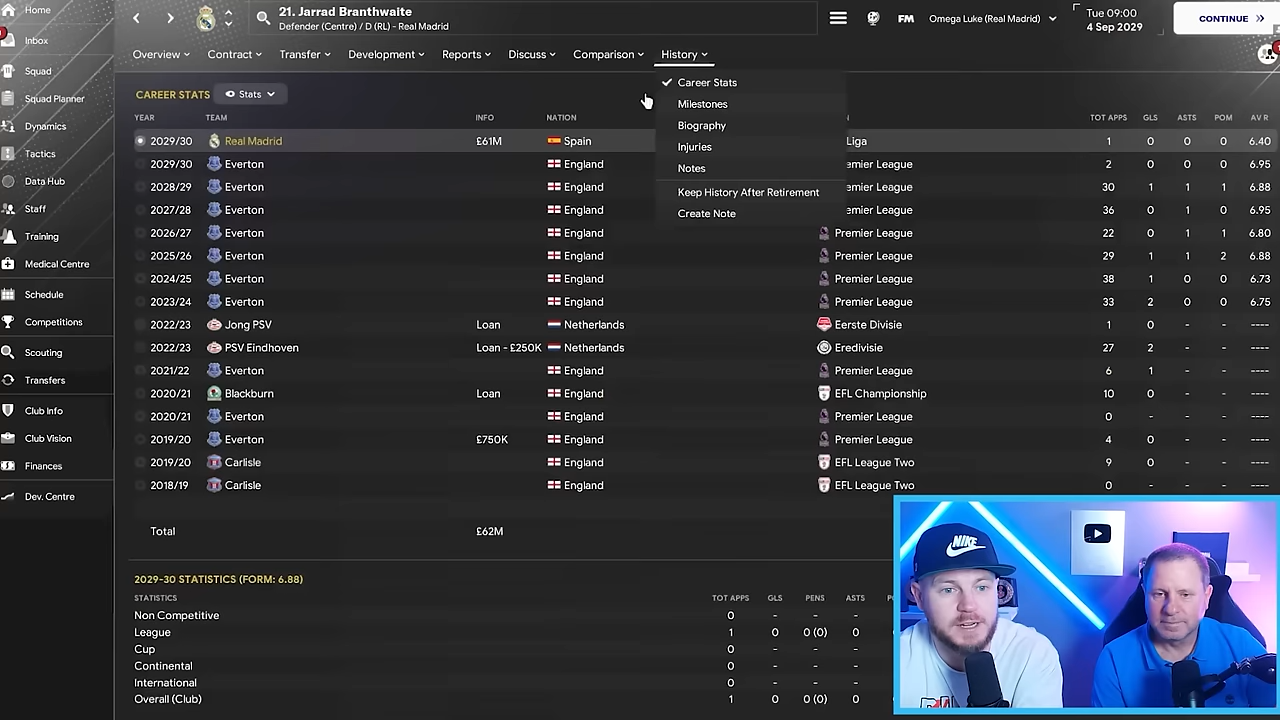 Home
Inbox
Squad
Squad Planner
Dynamics
Tactics
Data Hub
Staff
Training
Medical Centre
Schedule
Competitions
Scouting
Transfers
Club Info
Club Vision
Finances
Dev. Centre
21. Jarrad Branthwaite
Defender (Centre) / D (RL) - Real Madrid
FM
Omega Luke (Real Madrid)
Tue 09:00
4 Sep 2029
CONTINUE
Overview Contract Transfer Development Reports Discuss Comparison History
Career Stats
Milestones
Biography
Injuries
Notes
Keep History After Retirement
Create Note
CAREER STATS Stats
YEAR TEAM INFO NATION TOT APPS GLS ASTS POM AV R
2029/30 Real Madrid £61M Spain Liga 1 0 0 0 6.40
2029/30 Everton England emier League 2 0 0 0 6.95
2028/29 Everton England emier League 30 1 1 1 6.88
2027/28 Everton England emier League 36 0 1 0 6.95
2026/27 Everton England Premier League 22 0 1 1 6.80
2025/26 Everton England Premier League 29 1 1 2 6.88
2024/25 Everton England Premier League 38 1 0 0 6.73
2023/24 Everton England Premier League 33 2 0 0 6.75
2022/23 Jong PSV Loan Netherlands Eerste Divisie 1 0 - - ----
2022/23 PSV Eindhoven Loan - £250K Netherlands Eredivisie 27 2 - - ----
2021/22 Everton England Premier League 6 1 - - ----
2020/21 Blackburn Loan England EFL Championship 10 0 - - ----
2020/21 Everton England Premier League 0 - - - ----
2019/20 Everton £750K England Premier League 4 0 - - ----
2019/20 Carlisle England EFL League Two 9 0 - - ----
2018/19 Carlisle England EFL League Two 0 - - - ----
Total £62M
2029-30 STATISTICS (FORM: 6.88)
STATISTICS TOT APPS GLS PENS ASTS
Non Competitive 0 - - -
League 1 0 0 (0) 0
Cup 0 - - -
Continental 0 - - -
International 0 - - -
Overall (Club) 1 0 0 (0) 0
NIKE